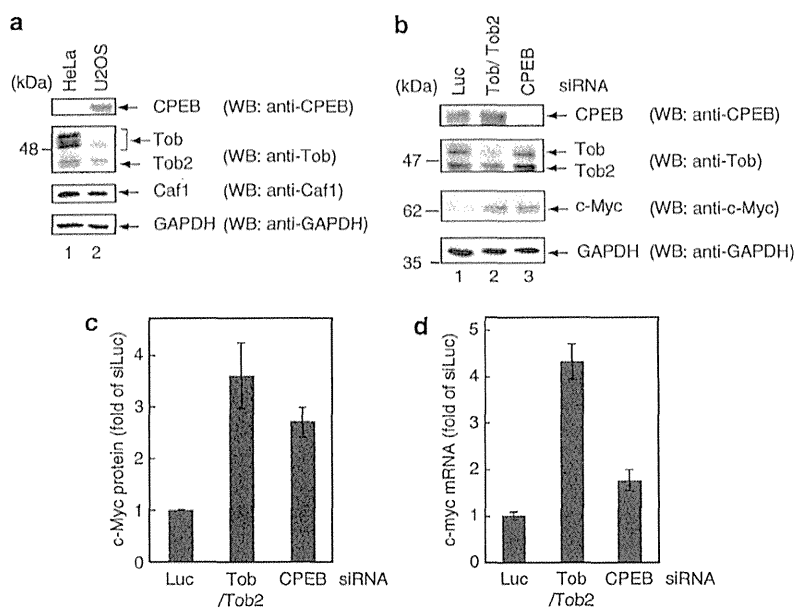 a
(kDa)
HeLa
U2OS
CPEB (WB: anti-CPEB)
48
Tob
Tob2
(WB: anti-Tob)
Caf1 (WB: anti-Caf1)
GAPDH (WB: anti-GAPDH)
1 2
b
(kDa)
Luc
Tob/ Tob2
CPEB
siRNA
CPEB (WB: anti-CPEB)
47
Tob
Tob2
(WB: anti-Tob)
62
c-Myc (WB: anti-c-Myc)
35
GAPDH (WB: anti-GAPDH)
1 2 3
c
c-Myc protein (fold of siLuc)
4
3
2
1
0
Luc Tob /Tob2 CPEB siRNA
d
c-myc mRNA (fold of siLuc)
5
4
3
2
1
0
Luc Tob /Tob2 CPEB siRNA